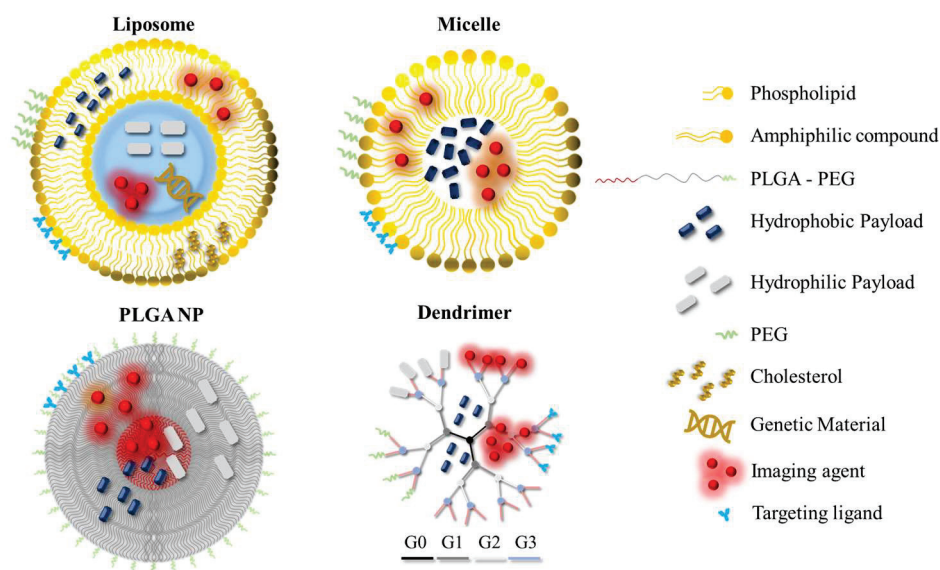 Liposome
Micelle
PLGA NP
Dendrimer
G0 G1 G2 G3
Phospholipid
Amphiphilic compound
PLGA - PEG
Hydrophobic Payload
Hydrophilic Payload
PEG
Cholesterol
Genetic Material
Imaging agent
Targeting ligand